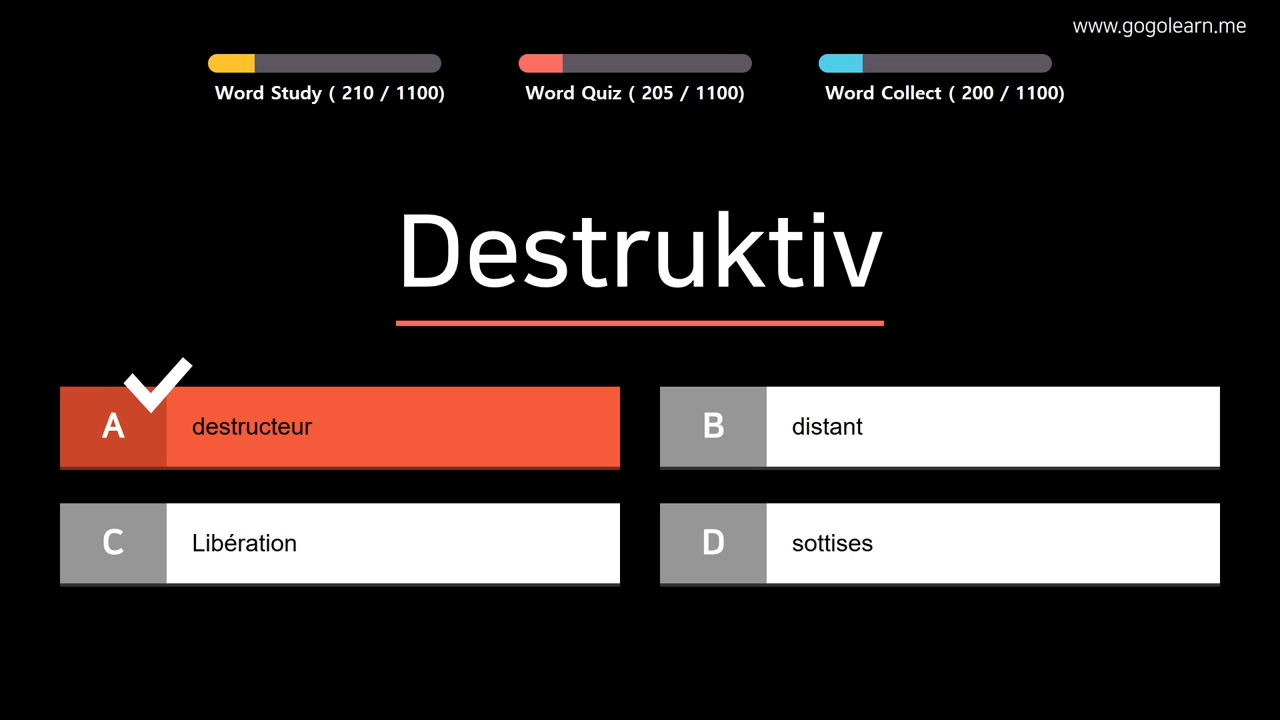 www.gogolearn.me
Word Study ( 210 / 1100)
Word Quiz ( 205 / 1100)
Word Collect ( 200 / 1100)
Destruktiv
A destructeur
B distant
C Libération
D sottises